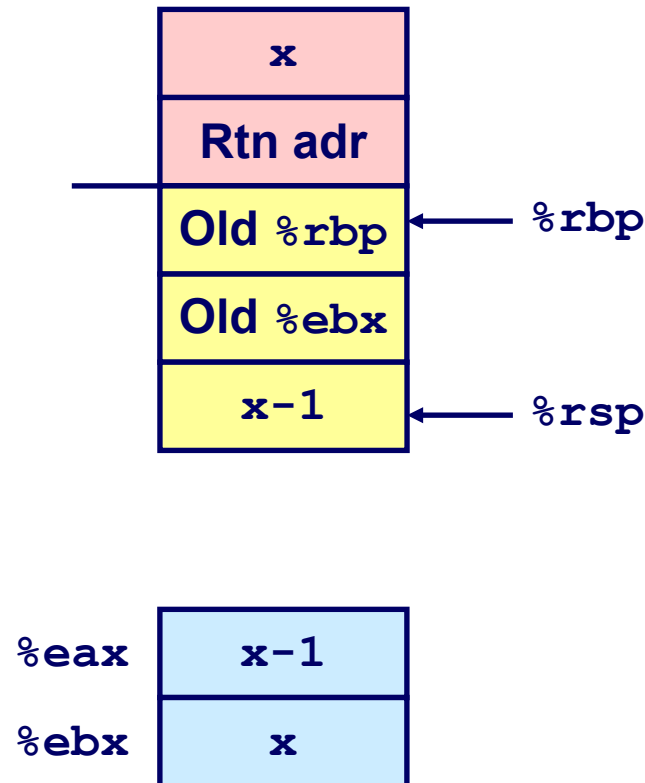 x
Rtn adr
Old %rbp
%rbp
Old %ebx
x-1
%rsp
%eax
x-1
%ebx
x